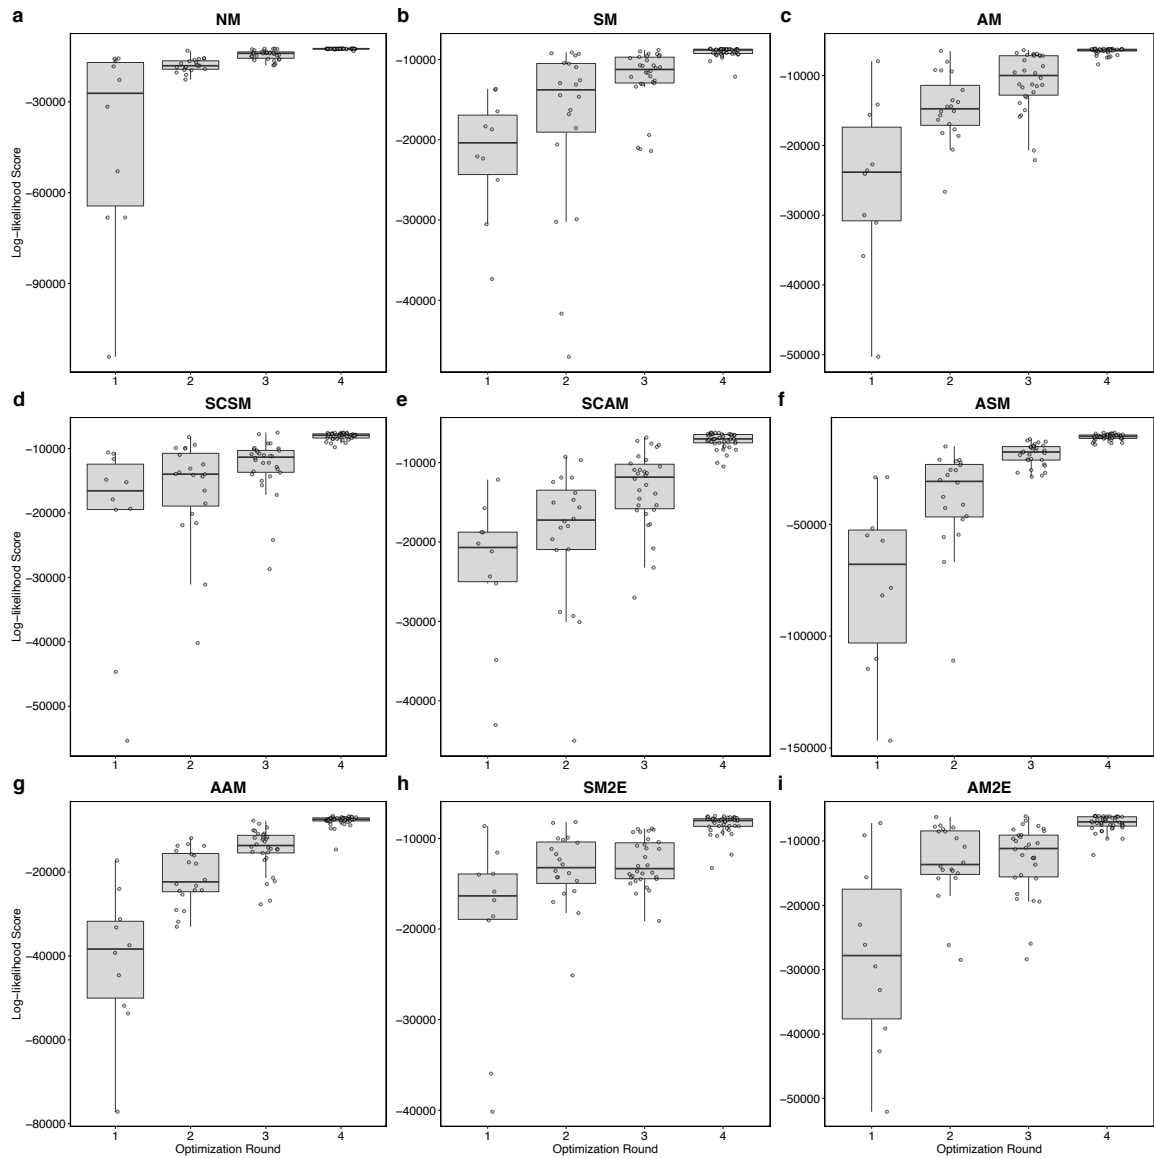 a NM
b SM
c AM
Log−likelihood Score
−30000
−60000
−90000
1 2 3 4
−10000
−20000
−30000
−40000
1 2 3 4
−10000
−20000
−30000
−40000
−50000
1 2 3 4
d SCSM
e SCAM
f ASM
Log−likelihood Score
−10000
−20000
−30000
−40000
−50000
1 2 3 4
−10000
−20000
−30000
−40000
1 2 3 4
−50000
−100000
−150000
1 2 3 4
g AAM
h SM2E
i AM2E
Log−likelihood Score
−20000
−40000
−60000
−80000
1 2 3 4
Optimization Round
−10000
−20000
−30000
−40000
1 2 3 4
Optimization Round
−10000
−20000
−30000
−40000
−50000
1 2 3 4
Optimization Round